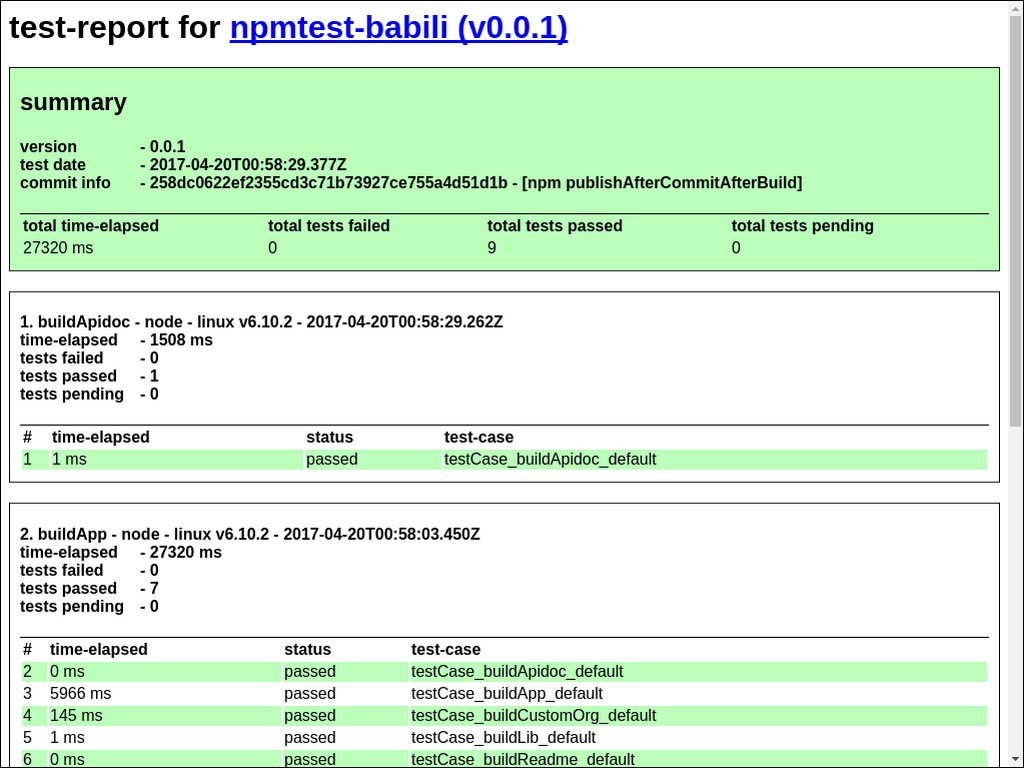 test-report for npmtest-babili (v0.0.1)
summary
version - 0.0.1
test date - 2017-04-20T00:58:29.377Z
commit info - 258dc0622ef2355cd3c71b73927ce755a4d51d1b - [npm publishAfterCommitAfterBuild]
total time-elapsed total tests failed total tests passed total tests pending
27320 ms 0 9 0
1. buildApidoc - node - linux v6.10.2 - 2017-04-20T00:58:29.262Z
time-elapsed - 1508 ms
tests failed - 0
tests passed - 1
tests pending - 0
# time-elapsed status test-case
1 1 ms passed testCase_buildApidoc_default
2. buildApp - node - linux v6.10.2 - 2017-04-20T00:58:03.450Z
time-elapsed - 27320 ms
tests failed - 0
tests passed - 7
tests pending - 0
# time-elapsed status test-case
2 0 ms passed testCase_buildApidoc_default
3 5966 ms passed testCase_buildApp_default
4 145 ms passed testCase_buildCustomOrg_default
5 1 ms passed testCase_buildLib_default
6 0 ms passed testCase_buildReadme_default